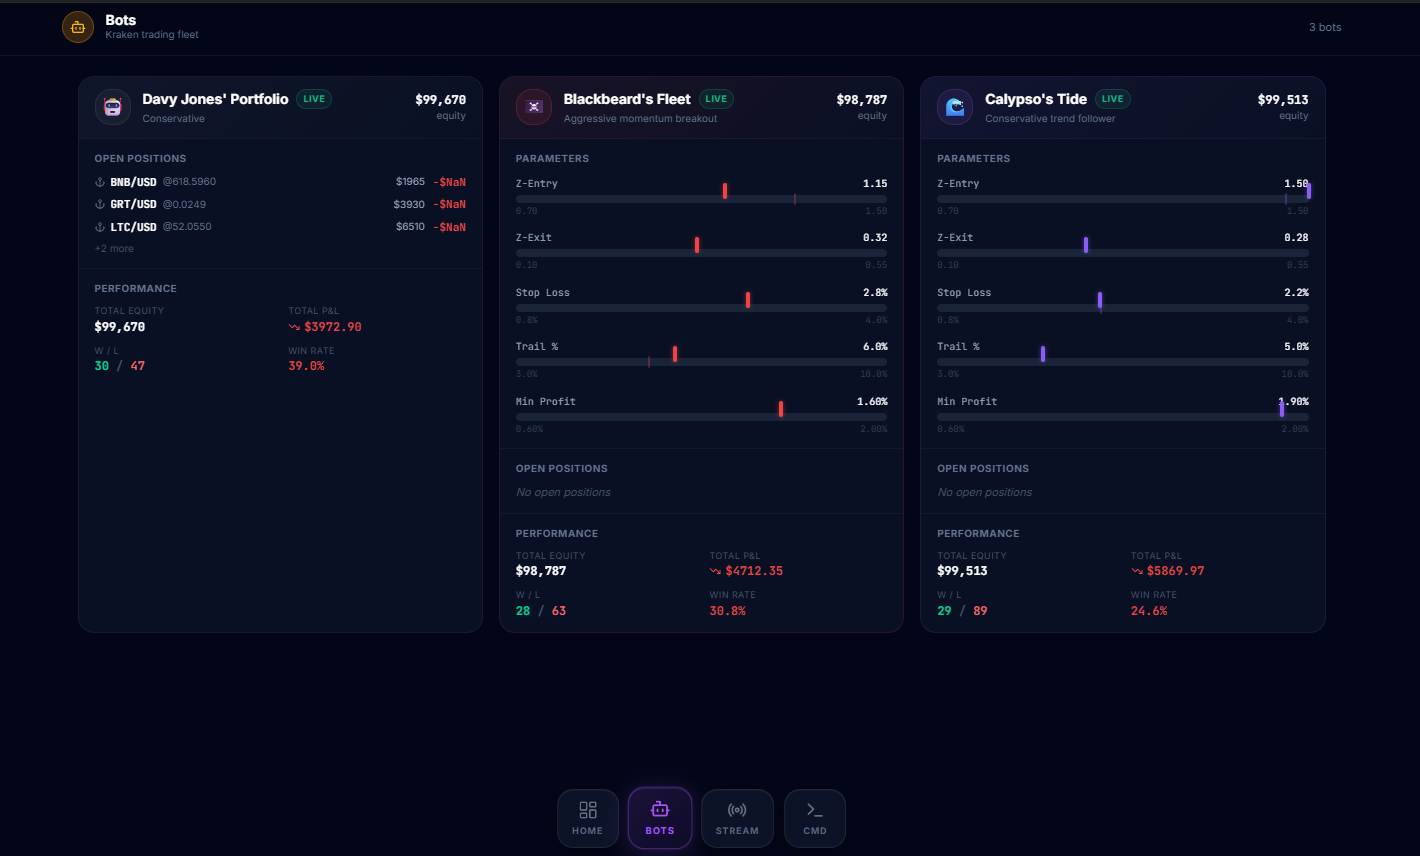 Bots
Kraken trading fleet
3 bots
Davy Jones' Portfolio LIVE $99,670
Conservative equity
OPEN POSITIONS
BNB/USD @618.5960 $1965 -$NaN
GRT/USD @0.0249 $3930 -$NaN
LTC/USD @52.0550 $6510 -$NaN
+2 more
PERFORMANCE
TOTAL EQUITY TOTAL P&L
$99,670 $3972.90
W / L WIN RATE
30 / 47 39.0%
Blackbeard's Fleet LIVE $98,787
Aggressive momentum breakout equity
PARAMETERS
Z-Entry 1.15
0.70 1.50
Z-Exit 0.32
0.10 0.55
Stop Loss 2.8%
0.8% 4.0%
Trail % 6.0%
3.0% 10.0%
Min Profit 1.60%
0.60% 2.00%
OPEN POSITIONS
No open positions
PERFORMANCE
TOTAL EQUITY TOTAL P&L
$98,787 $4712.35
W / L WIN RATE
28 / 63 30.8%
Calypso's Tide LIVE $99,513
Conservative trend follower equity
PARAMETERS
Z-Entry 1.50
0.70 1.50
Z-Exit 0.28
0.10 0.55
Stop Loss 2.2%
0.8% 4.0%
Trail % 5.0%
3.0% 10.0%
Min Profit 1.90%
0.60% 2.00%
OPEN POSITIONS
No open positions
PERFORMANCE
TOTAL EQUITY TOTAL P&L
$99,513 $5869.97
W / L WIN RATE
29 / 89 24.6%
HOME BOTS STREAM CMD